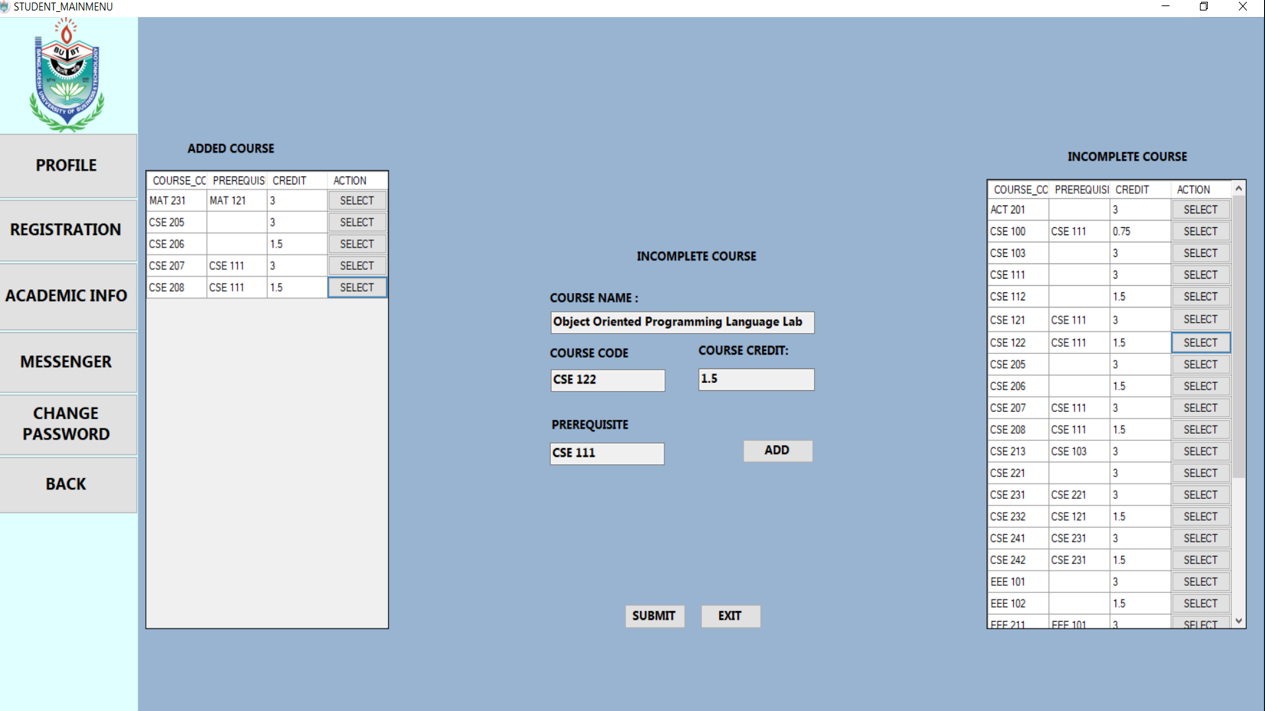 STUDENT_MAINMENU
BU BT
BANGLADESH UNIVERSITY OF BUSINESS & TECHNOLOGY
PROFILE
REGISTRATION
ACADEMIC INFO
MESSENGER
CHANGE
PASSWORD
BACK
ADDED COURSE
COURSE_CC PREREQUIS CREDIT ACTION
MAT 231 MAT 121 3 SELECT
CSE 205 3 SELECT
CSE 206 1.5 SELECT
CSE 207 CSE 111 3 SELECT
CSE 208 CSE 111 1.5 SELECT
INCOMPLETE COURSE
COURSE NAME :
Object Oriented Programming Language Lab
COURSE CODE COURSE CREDIT:
CSE 122 1.5
PREREQUISITE
CSE 111 ADD
SUBMIT EXIT
INCOMPLETE COURSE
COURSE_CC PREREQUISI CREDIT ACTION
ACT 201 3 SELECT
CSE 100 CSE 111 0.75 SELECT
CSE 103 3 SELECT
CSE 111 3 SELECT
CSE 112 1.5 SELECT
CSE 121 CSE 111 3 SELECT
CSE 122 CSE 111 1.5 SELECT
CSE 205 3 SELECT
CSE 206 1.5 SELECT
CSE 207 CSE 111 3 SELECT
CSE 208 CSE 111 1.5 SELECT
CSE 213 CSE 103 3 SELECT
CSE 221 3 SELECT
CSE 231 CSE 221 3 SELECT
CSE 232 CSE 121 1.5 SELECT
CSE 241 CSE 231 3 SELECT
CSE 242 CSE 231 1.5 SELECT
EEE 101 3 SELECT
EEE 102 1.5 SELECT
EEE 211 EEE 101 3 SELECT